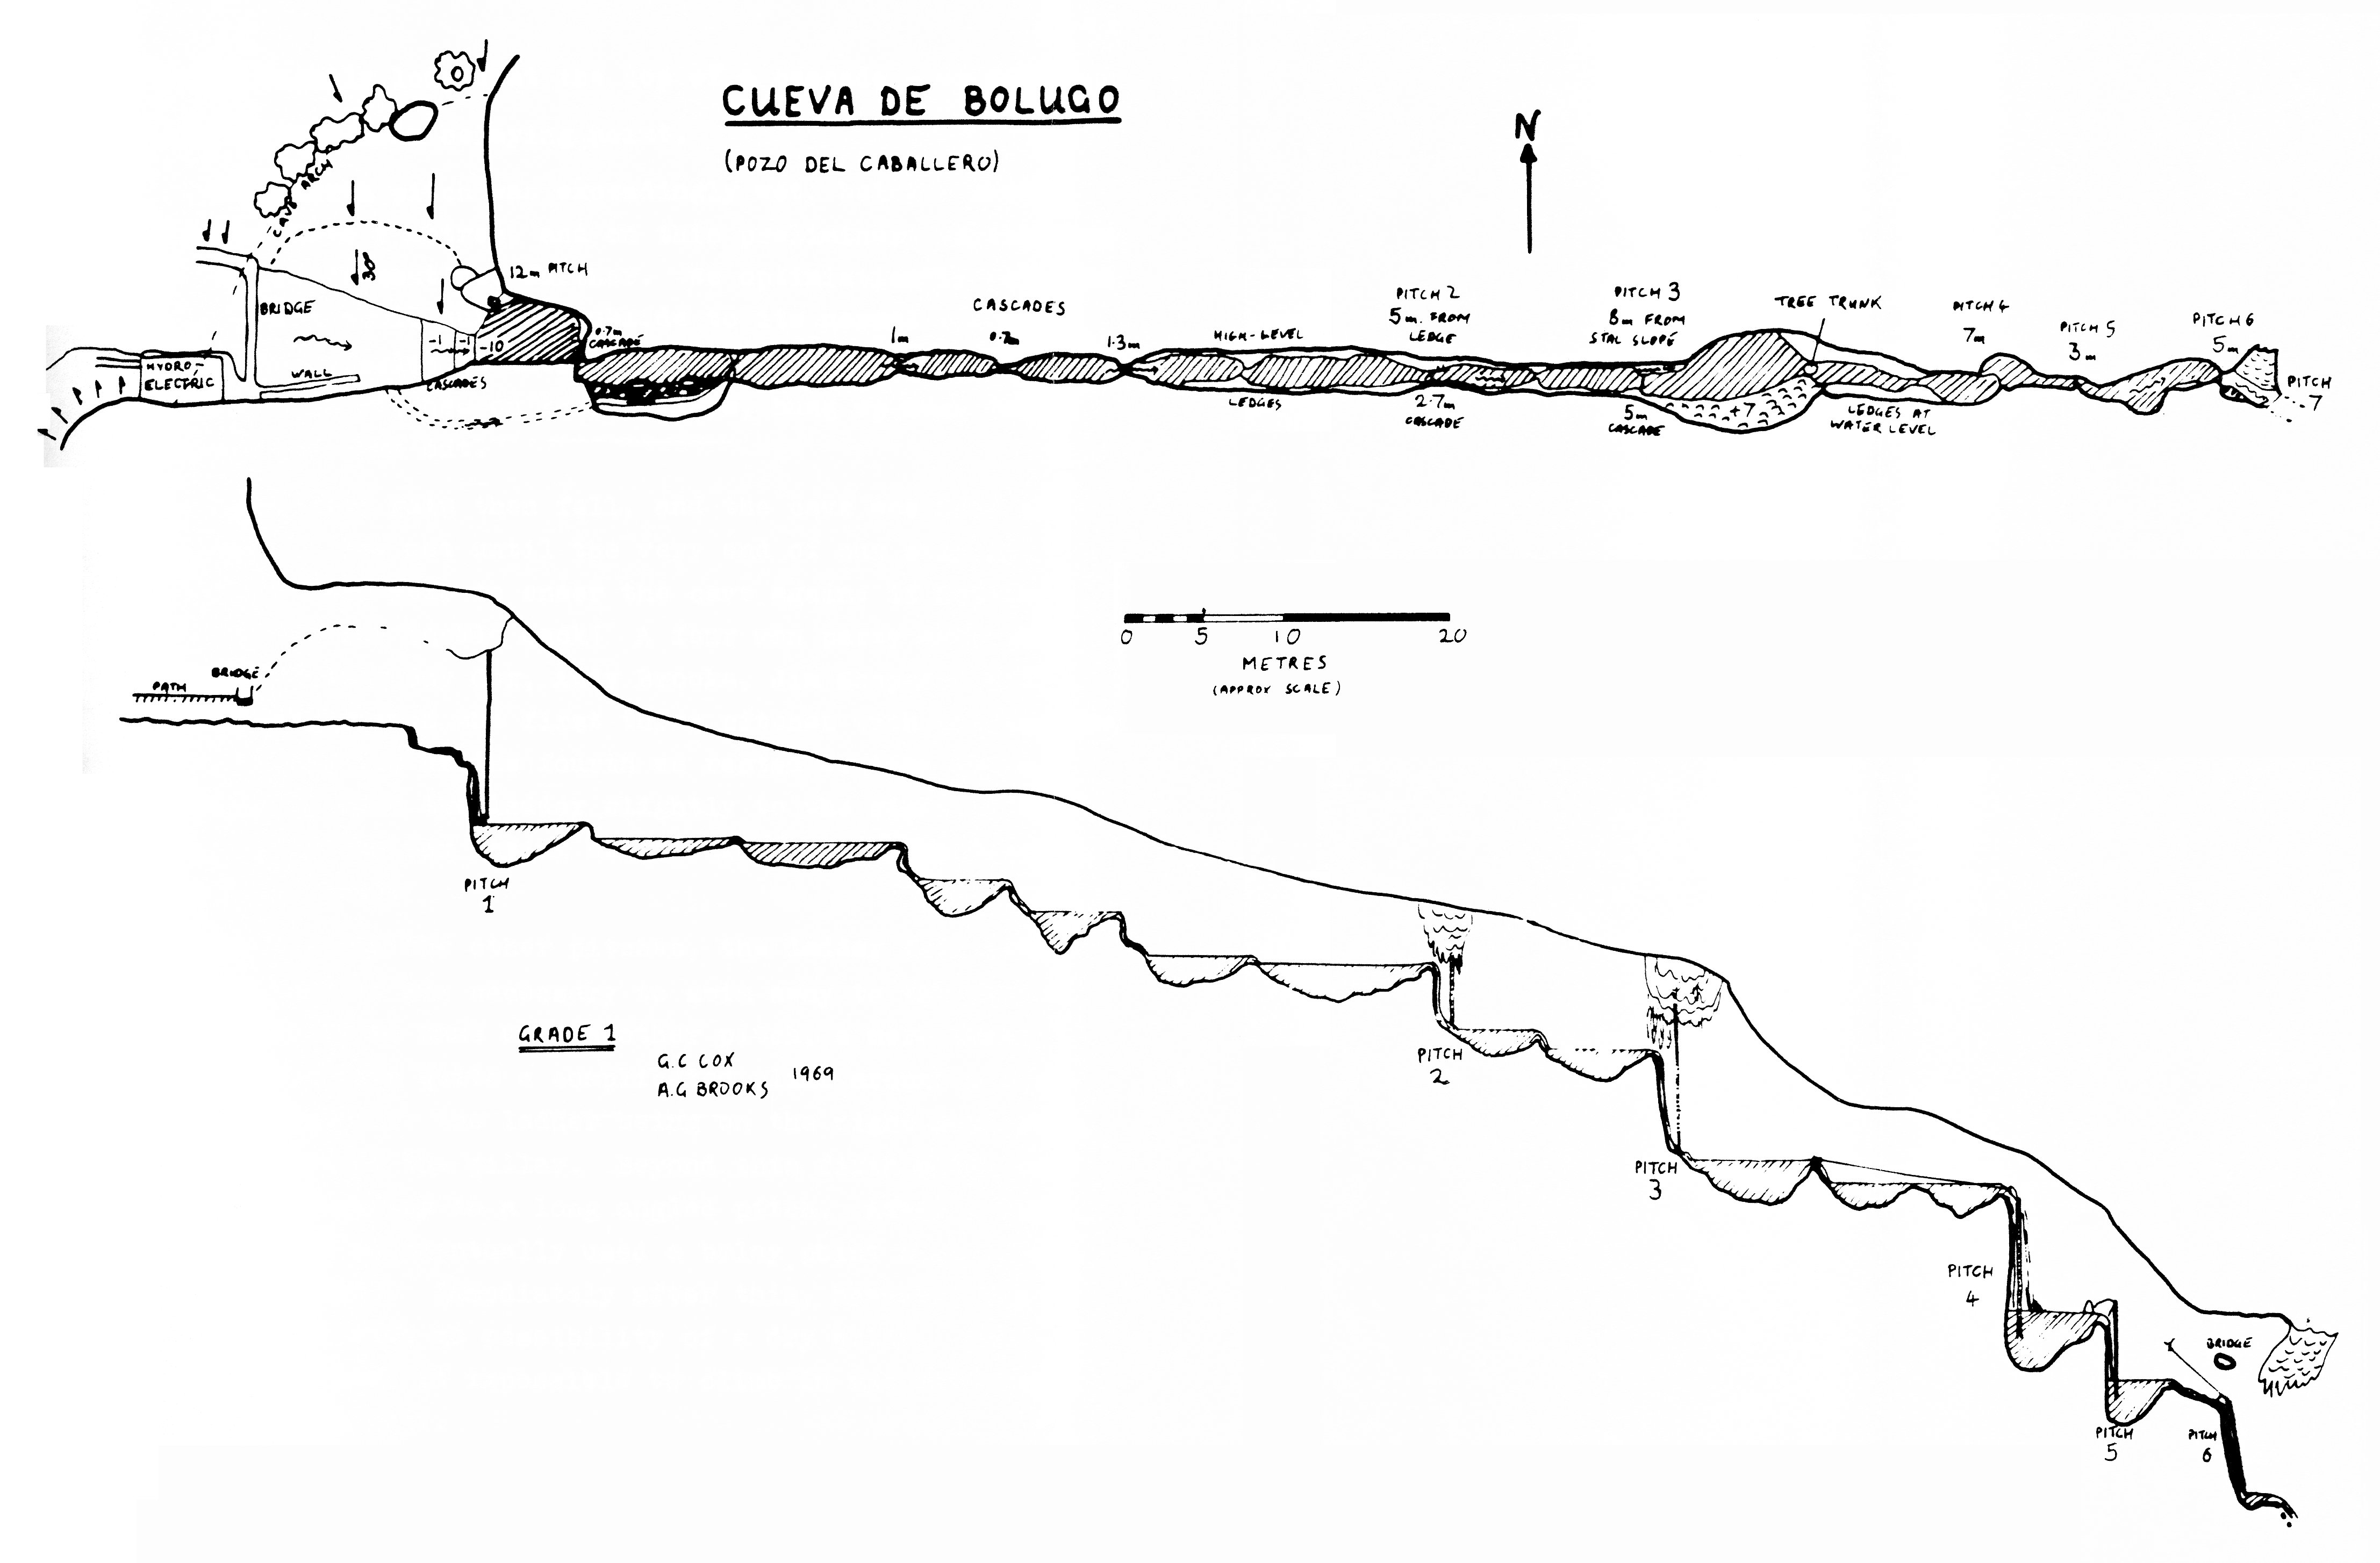 CUEVA DE BOLUGO
(POZO DEL CABALLERO)
N
CAVE ARCH
30°
12m PITCH
BRIDGE
HYDRO-
ELECTRIC
WALL
-1
-1
-10
CASCADES
0.7m
CASCADE
CASCADES
1m
0.7m
1.3m
HIGH-LEVEL
LEDGES
PITCH 2
5m. FROM
LEDGE
2.7m
CASCADE
PITCH 3
8m FROM
STAL SLOPE
5m
CASCADE
+7
TREE TRUNK
LEDGES AT
WATER LEVEL
PITCH 4
7m
PITCH 5
3m
PITCH 6
5m
PITCH
7
PATH
BRIDGE
0 5 10 20
METRES
(APPROX SCALE)
PITCH
1
GRADE 1
G.C COX
A.G BROOKS
1969
PITCH
2
PITCH
3
PITCH
4
BRIDGE
PITCH
5
PITCH
6